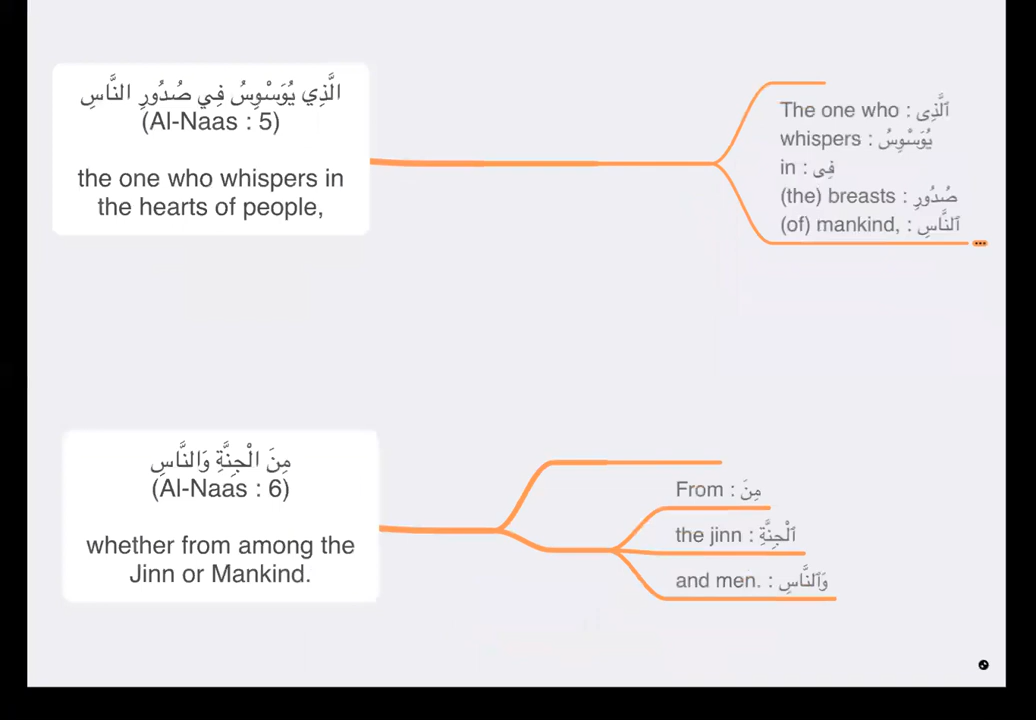 الَّذِي يُوَسْوِسُ فِي صُدُورِ النَّاسِ
(Al-Naas : 5)
the one who whispers in
the hearts of people,
The one who : ٱلَّذِى
whispers : يُوَسْوِسُ
in : فِى
(the) breasts : صُدُورِ
(of) mankind, : ٱلنَّاسِ
مِنَ الْجِنَّةِ وَالنَّاسِ
(Al-Naas : 6)
whether from among the
Jinn or Mankind.
From : مِنَ
the jinn : ٱلْجِنَّةِ
and men. : وَٱلنَّاسِ